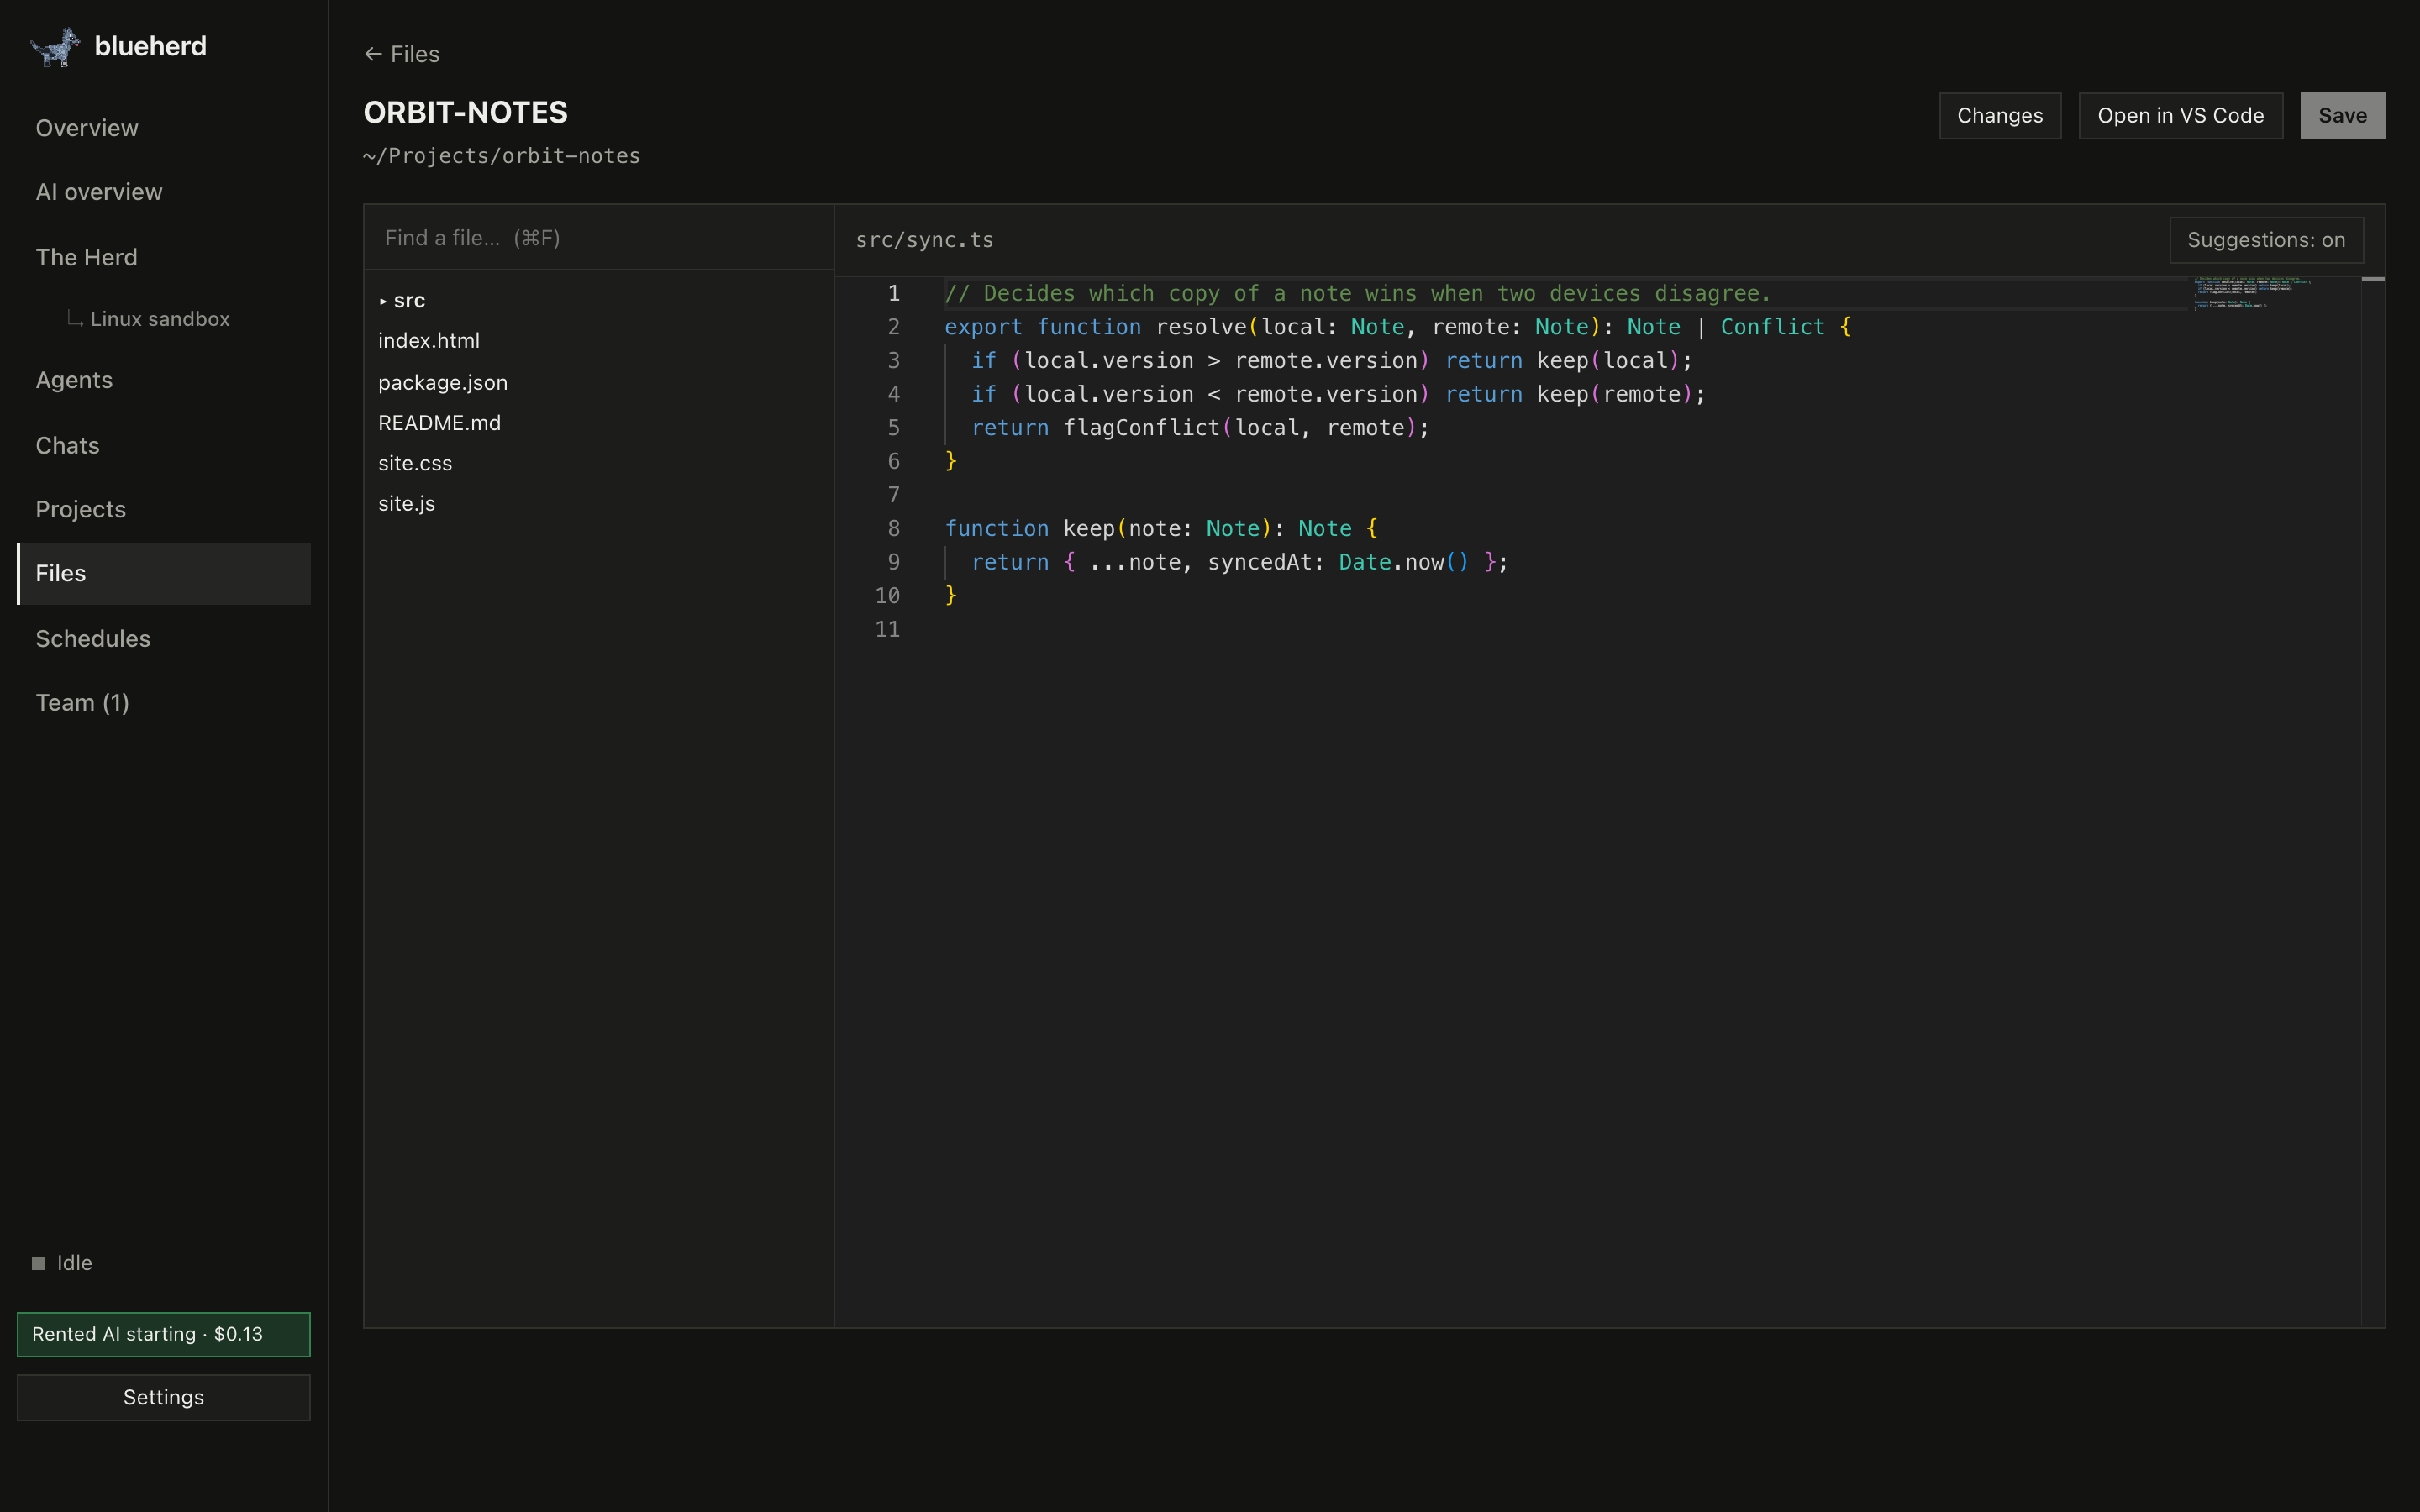 blueherd
Overview
AI overview
The Herd
Linux sandbox
Agents
Chats
Projects
Files
Schedules
Team (1)
Idle
Rented AI starting · $0.13
Settings
← Files
ORBIT-NOTES
~/Projects/orbit-notes
Changes
Open in VS Code
Save
Find a file... (⌘F)
▸ src
index.html
package.json
README.md
site.css
site.js
src/sync.ts
Suggestions: on
1 // Decides which copy of a note wins when two devices disagree.
2 export function resolve(local: Note, remote: Note): Note | Conflict {
3   if (local.version > remote.version) return keep(local);
4   if (local.version < remote.version) return keep(remote);
5   return flagConflict(local, remote);
6 }
7
8 function keep(note: Note): Note {
9   return { ...note, syncedAt: Date.now() };
10 }
11